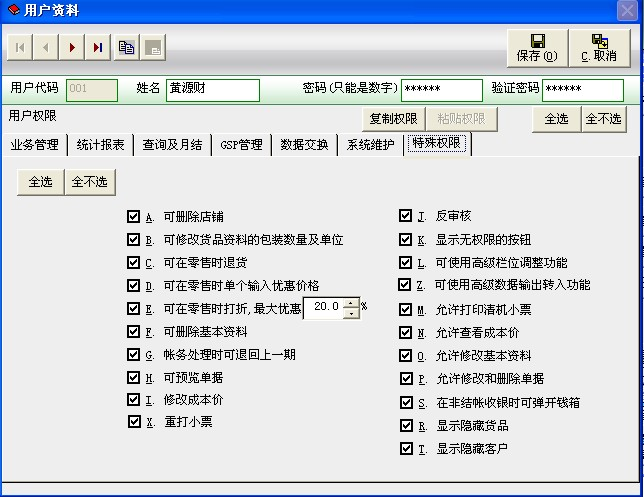 用户资料
保存(O) C.取消
用户代码 001 姓名 黄源财 密码(只能是数字) ****** 验证密码 ******
用户权限 复制权限 粘贴权限 全选 全不选
业务管理 统计报表 查询及月结 GSP管理 数据交换 系统维护 特殊权限
全选 全不选
A. 可删除店铺
B. 可修改货品资料的包装数量及单位
C. 可在零售时退货
D. 可在零售时单个输入优惠价格
E. 可在零售时打折,最大优惠 20.0 %
F. 可删除基本资料
G. 帐务处理时可退回上一期
H. 可预览单据
I. 修改成本价
X. 重打小票
J. 反审核
K. 显示无权限的按钮
L. 可使用高级栏位调整功能
Z. 可使用高级数据输出转入功能
M. 允许打印清机小票
N. 允许查看成本价
O. 允许修改基本资料
P. 允许修改和删除单据
S. 在非结帐收银时可弹开钱箱
R. 显示隐藏货品
T. 显示隐藏客户